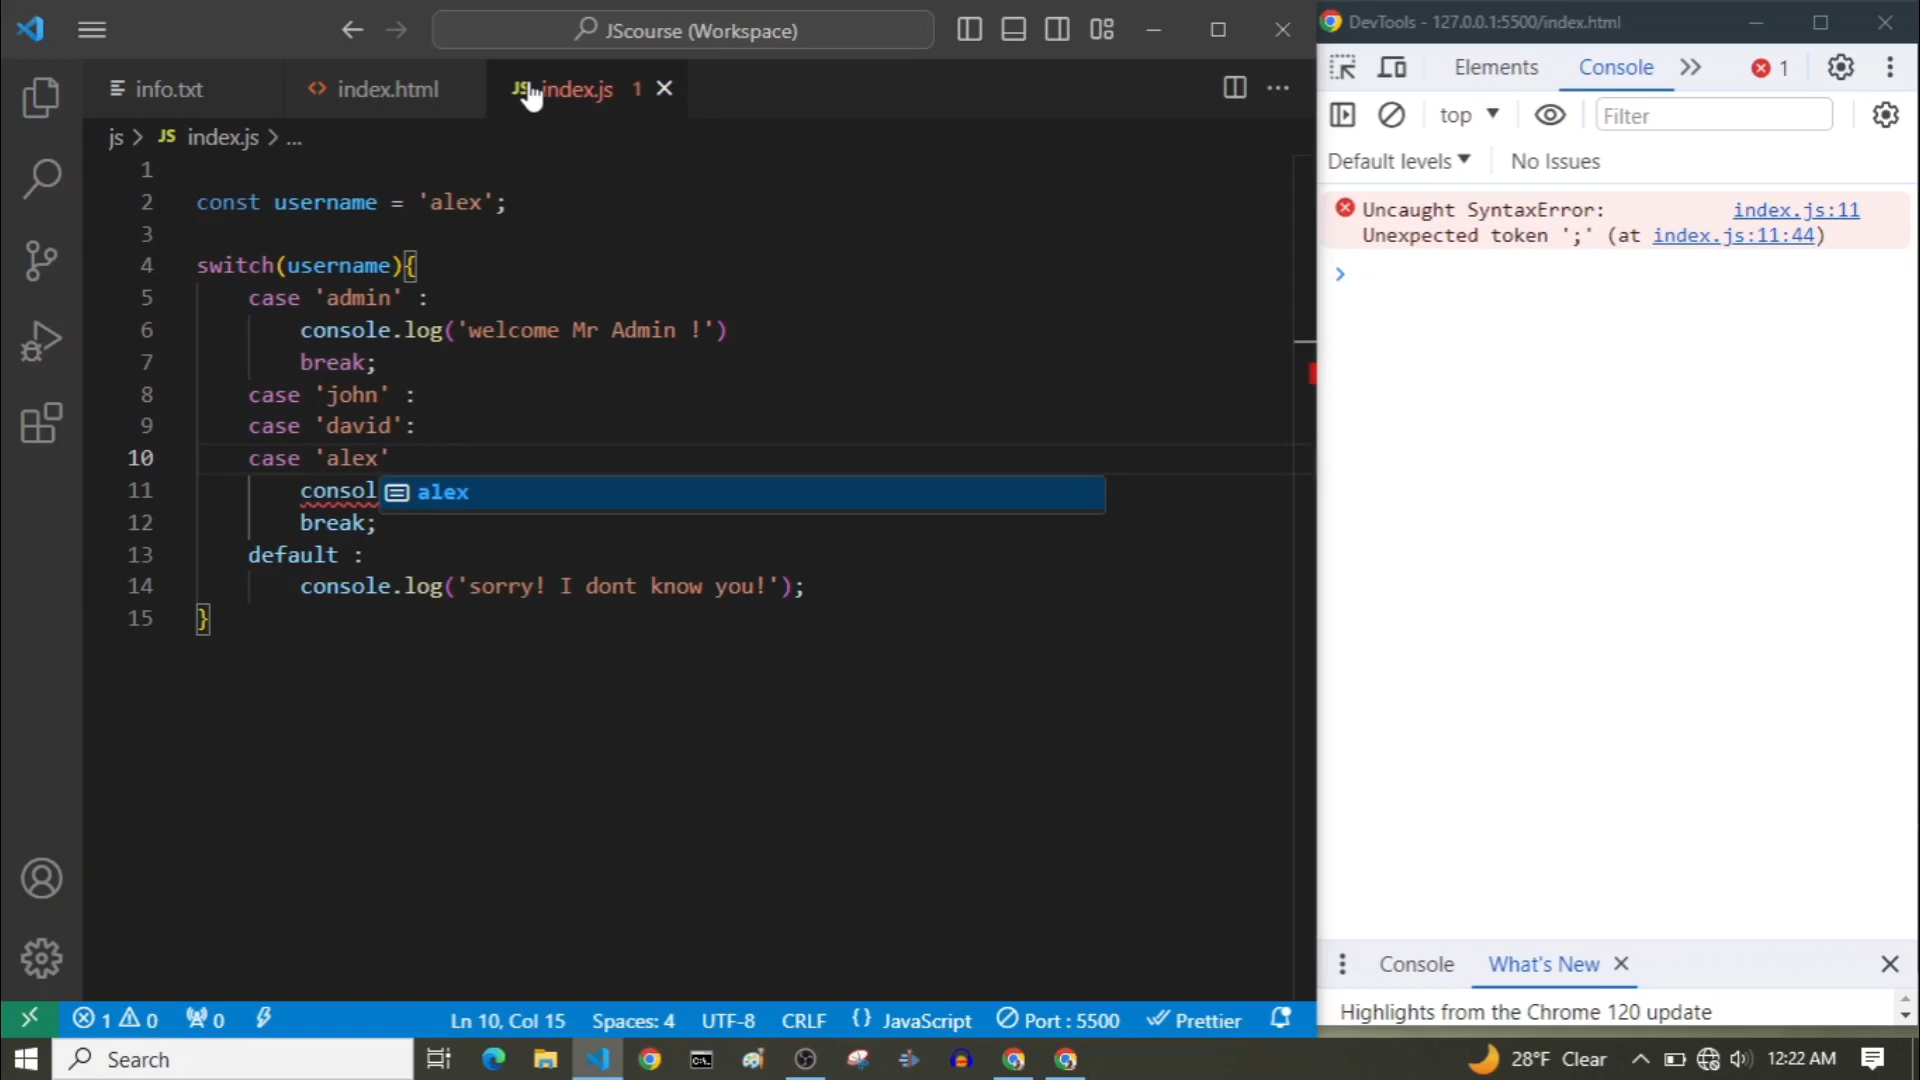 JScourse (Workspace)
info.txt
index.html
JS index.js 1
js > JS index.js > ...
1
2 const username = 'alex';
3
4 switch(username){
5 case 'admin' :
6 console.log('welcome Mr Admin !')
7 break;
8 case 'john' :
9 case 'david':
10 case 'alex'
11 consol
alex
12 break;
13 default :
14 console.log('sorry! I dont know you!');
15 }
1 0 0
Ln 10, Col 15 Spaces: 4 UTF-8 CRLF {} JavaScript Port : 5500 Prettier
DevTools - 127.0.0.1:5500/index.html
Elements Console 1
top Filter
Default levels No Issues
Uncaught SyntaxError: index.js:11
Unexpected token ';' (at index.js:11:44)
Console What's New
Highlights from the Chrome 120 update
Search 28°F Clear 12:22 AM